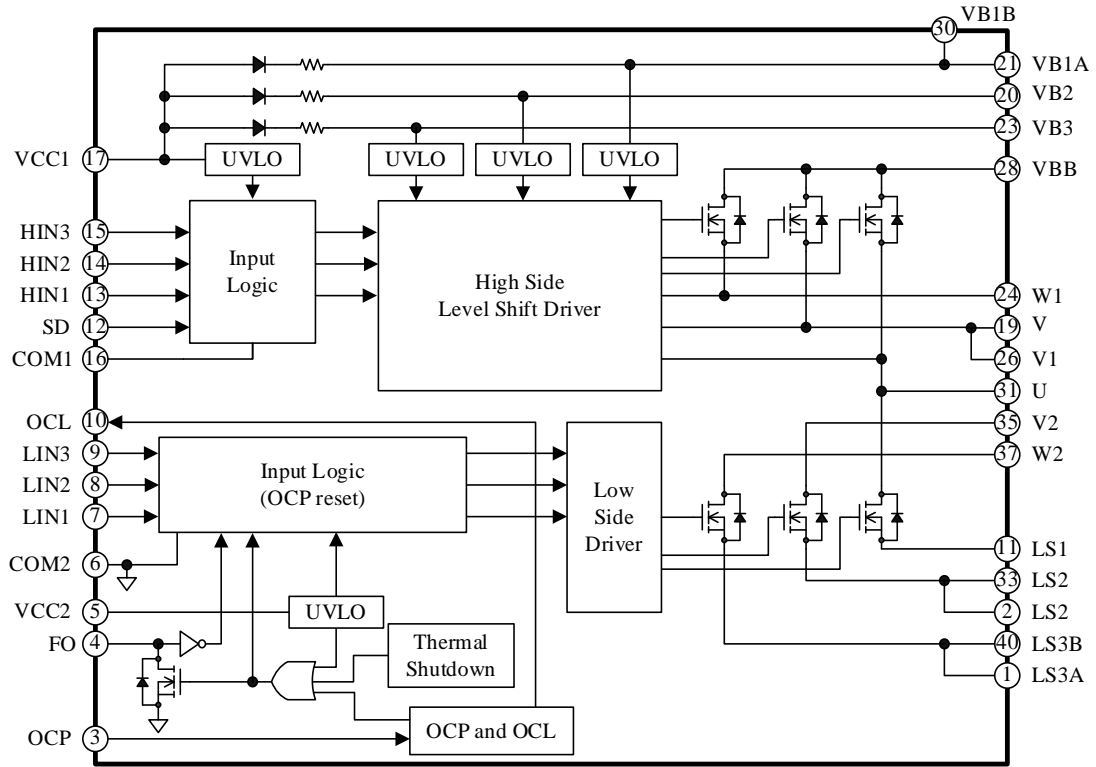 VB1B
30
21 VB1A
20 VB2
23 VB3
VCC1 17
UVLO
UVLO
UVLO
UVLO
28 VBB
HIN3 15
HIN2 14
HIN1 13
SD 12
COM1 16
Input
Logic
High Side
Level Shift Driver
24 W1
19 V
26 V1
31 U
35 V2
37 W2
OCL 10
LIN3 9
LIN2 8
LIN1 7
COM2 6
VCC2 5
FO 4
OCP 3
Input Logic
(OCP reset)
Low
Side
Driver
UVLO
Thermal
Shutdown
OCP and OCL
11 LS1
33 LS2
2 LS2
40 LS3B
1 LS3A